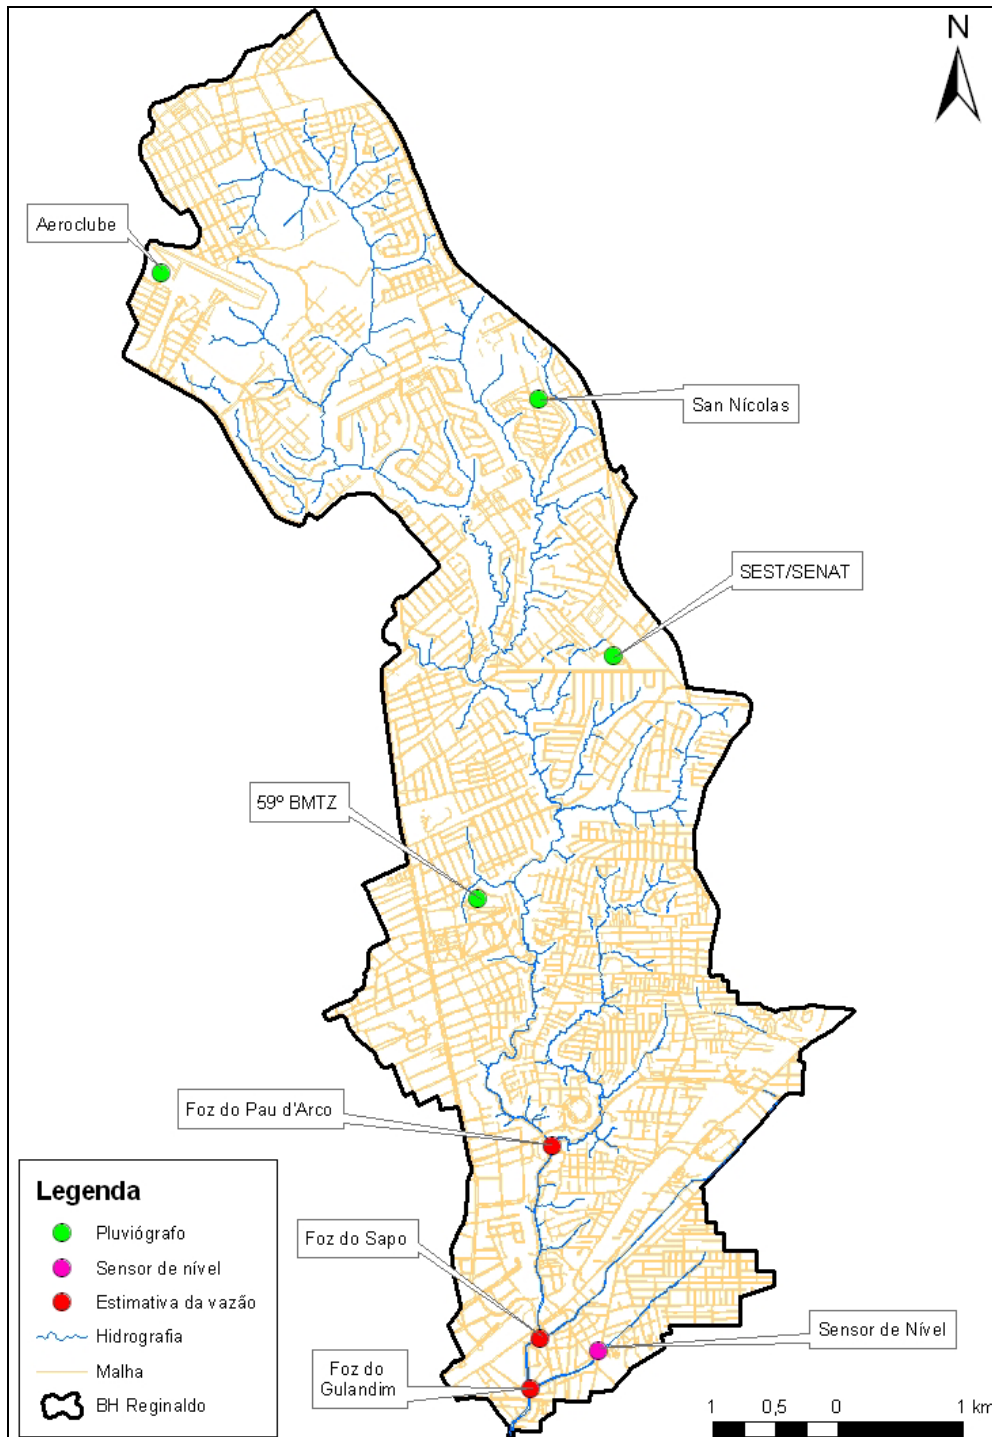 N
Aeroclube
San Nícolas
SEST/SENAT
59º BMTZ
Foz do Pau d'Arco
Foz do Sapo
Sensor de Nível
Foz do
Gulandim
Legenda
Pluviógrafo
Sensor de nível
Estimativa da vazão
Hidrografia
Malha
BH Reginaldo
1 0,5 0 1 km